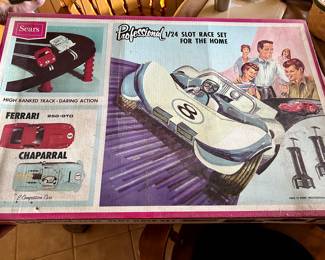 Sears
Professional 1/24 SLOT RACE SET
FOR THE HOME
HIGH BANKED TRACK - DARING ACTION
FERRARI 250-GTO
CHAPARRAL
2 Competition Cars
8